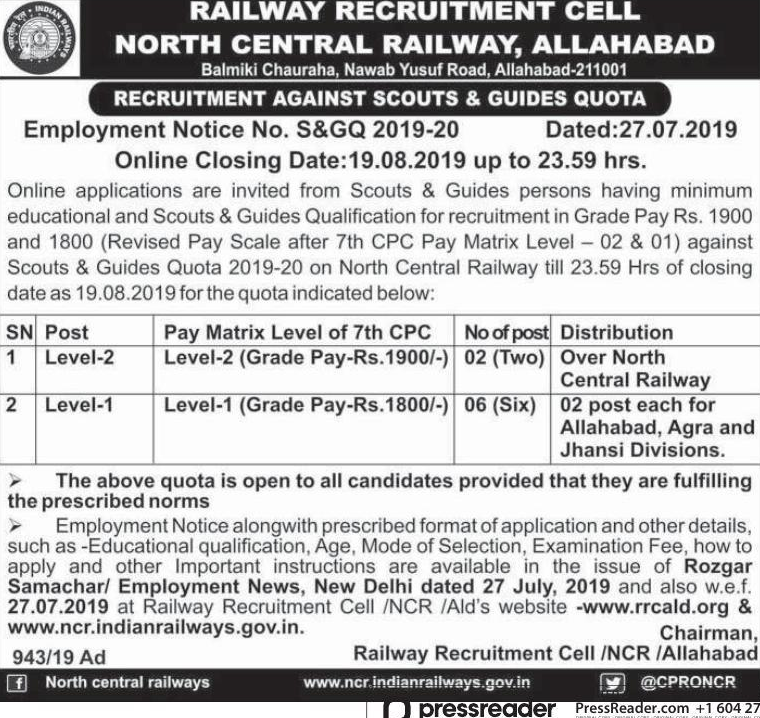 RAILWAY RECRUITMENT CELL
NORTH CENTRAL RAILWAY, ALLAHABAD
Balmiki Chauraha, Nawab Yusuf Road, Allahabad-211001
RECRUITMENT AGAINST SCOUTS & GUIDES QUOTA
Employment Notice No. S&GQ 2019-20 Dated:27.07.2019
Online Closing Date:19.08.2019 up to 23.59 hrs.
Online applications are invited from Scouts & Guides persons having minimum
educational and Scouts & Guides Qualification for recruitment in Grade Pay Rs. 1900
and 1800 (Revised Pay Scale after 7th CPC Pay Matrix Level – 02 & 01) against
Scouts & Guides Quota 2019-20 on North Central Railway till 23.59 Hrs of closing
date as 19.08.2019 for the quota indicated below:
SN Post Pay Matrix Level of 7th CPC No of post Distribution
1 Level-2 Level-2 (Grade Pay-Rs.1900/-) 02 (Two) Over North
Central Railway
2 Level-1 Level-1 (Grade Pay-Rs.1800/-) 06 (Six) 02 post each for
Allahabad, Agra and
Jhansi Divisions.
➢ The above quota is open to all candidates provided that they are fulfilling
the prescribed norms
➢ Employment Notice alongwith prescribed format of application and other details,
such as -Educational qualification, Age, Mode of Selection, Examination Fee, how to
apply and other Important instructions are available in the issue of Rozgar
Samachar/ Employment News, New Delhi dated 27 July, 2019 and also w.e.f.
27.07.2019 at Railway Recruitment Cell /NCR /Ald's website -www.rrcald.org &
www.ncr.indianrailways.gov.in.
Chairman,
943/19 Ad Railway Recruitment Cell /NCR /Allahabad
North central railways www.ncr.indianrailways.gov.in @CPRONCR
pressreader PressReader.com +1 604 27